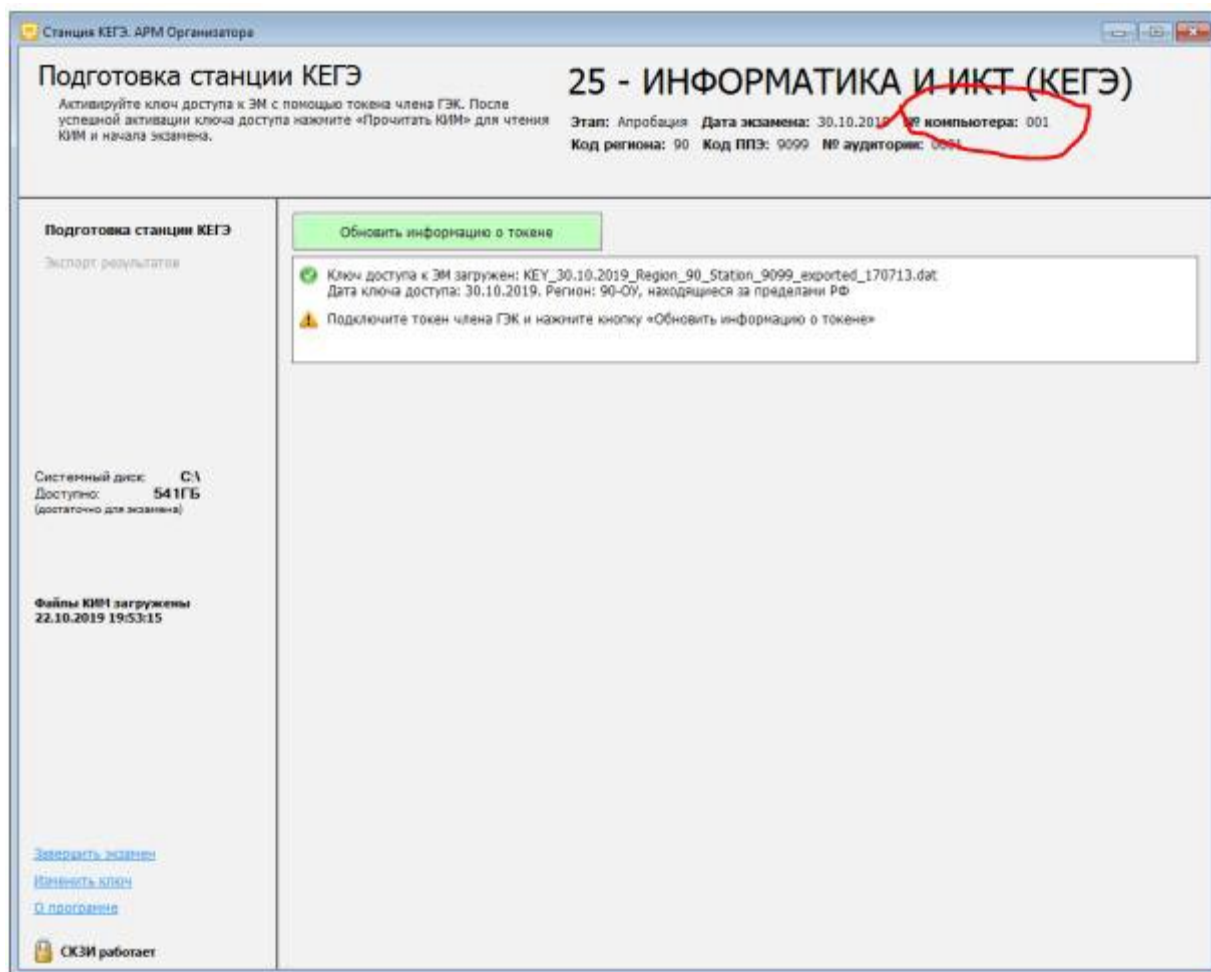 Станция КЕГЭ. АРМ Организатора
Подготовка станции КЕГЭ
Активируйте ключ доступа к ЭМ с помощью токена члена ГЭК. После
успешной активации ключа доступа нажмите «Прочитать КИМ» для чтения
КИМ и начала экзамена.
25 - ИНФОРМАТИКА И ИКТ (КЕГЭ)
Этап: Апробация Дата экзамена: 30.10.2019 № компьютера: 001
Код региона: 90 Код ППЭ: 9099 № аудитории: 0001
Подготовка станции КЕГЭ
Экспорт результатов
Обновить информацию о токене
Ключ доступа к ЭМ загружен: KEY_30.10.2019_Region_90_Station_9099_exported_170713.dat
Дата ключа доступа: 30.10.2019. Регион: 90-ОУ, находящиеся за пределами РФ
Подключите токен члена ГЭК и нажмите кнопку «Обновить информацию о токене»
Системный диск: C:\
Доступно: 541ГБ
(достаточно для экзамена)
Файлы КИМ загружены
22.10.2019 19:53:15
Завершить экзамен
Изменить ключ
О программе
СКЗИ работает